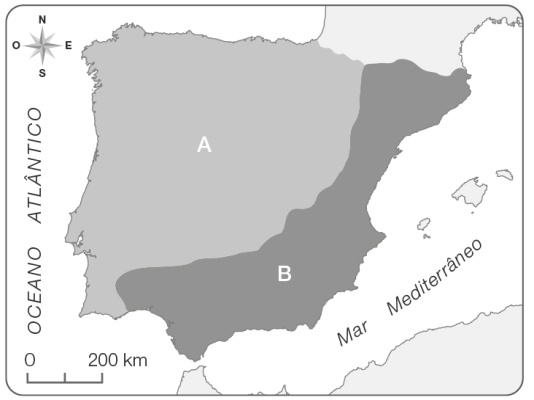 N
O E
S
OCEANO ATLÂNTICO
A
B
Mar Mediterrâneo
0 200 km